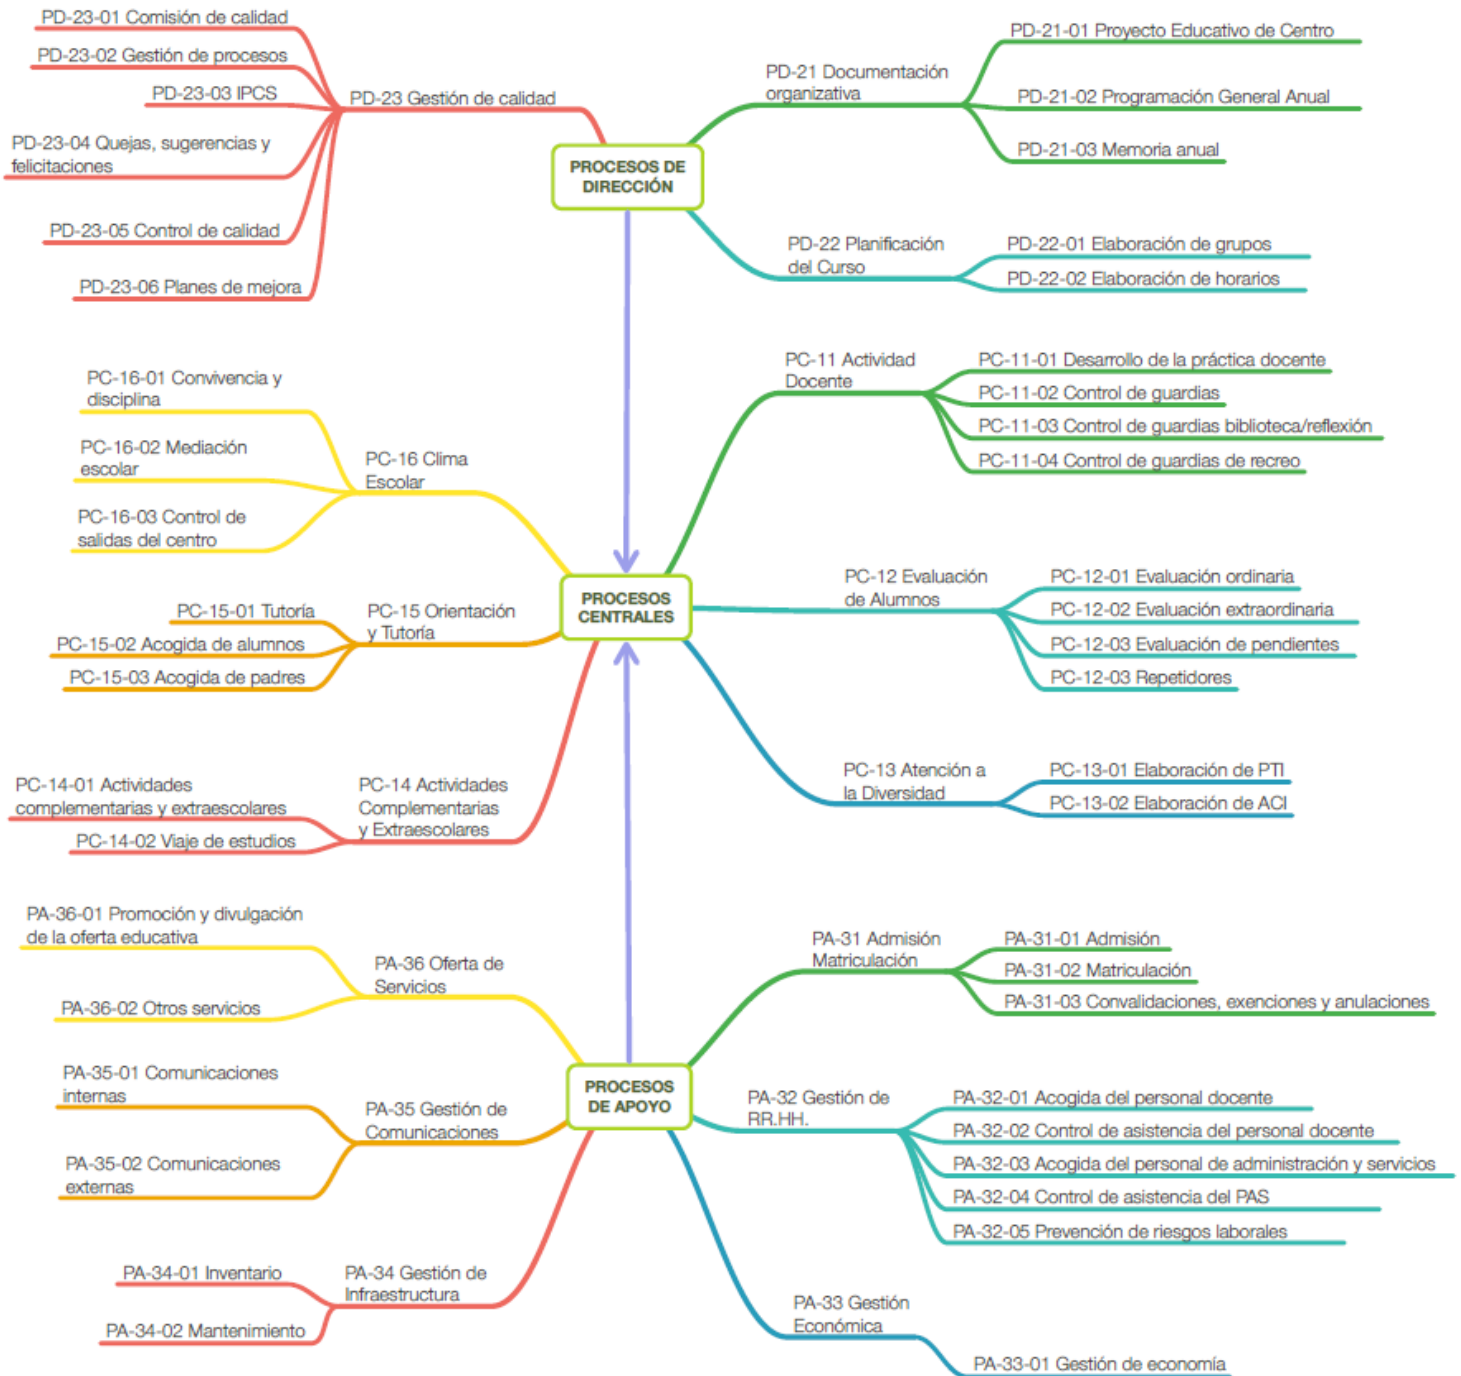 PD-23-01 Comisión de calidad
PD-23-02 Gestión de procesos
PD-23-03 IPCS
PD-23-04 Quejas, sugerencias y
felicitaciones
PD-23-05 Control de calidad
PD-23-06 Planes de mejora
PD-23 Gestión de calidad
PROCESOS DE
DIRECCIÓN
PD-21 Documentación
organizativa
PD-21-01 Proyecto Educativo de Centro
PD-21-02 Programación General Anual
PD-21-03 Memoria anual
PD-22 Planificación
del Curso
PD-22-01 Elaboración de grupos
PD-22-02 Elaboración de horarios
PC-16-01 Convivencia y
disciplina
PC-16-02 Mediación
escolar
PC-16-03 Control de
salidas del centro
PC-16 Clima
Escolar
PC-15-01 Tutoría
PC-15-02 Acogida de alumnos
PC-15-03 Acogida de padres
PC-15 Orientación
y Tutoría
PC-14-01 Actividades
complementarias y extraescolares
PC-14-02 Viaje de estudios
PC-14 Actividades
Complementarias
y Extraescolares
PROCESOS
CENTRALES
PC-11 Actividad
Docente
PC-11-01 Desarrollo de la práctica docente
PC-11-02 Control de guardias
PC-11-03 Control de guardias biblioteca/reflexión
PC-11-04 Control de guardias de recreo
PC-12 Evaluación
de Alumnos
PC-12-01 Evaluación ordinaria
PC-12-02 Evaluación extraordinaria
PC-12-03 Evaluación de pendientes
PC-12-03 Repetidores
PC-13 Atención a
la Diversidad
PC-13-01 Elaboración de PTI
PC-13-02 Elaboración de ACI
PA-36-01 Promoción y divulgación
de la oferta educativa
PA-36-02 Otros servicios
PA-36 Oferta de
Servicios
PA-35-01 Comunicaciones
internas
PA-35-02 Comunicaciones
externas
PA-35 Gestión de
Comunicaciones
PA-34-01 Inventario
PA-34-02 Mantenimiento
PA-34 Gestión de
Infraestructura
PROCESOS
DE APOYO
PA-31 Admisión
Matriculación
PA-31-01 Admisión
PA-31-02 Matriculación
PA-31-03 Convalidaciones, exenciones y anulaciones
PA-32 Gestión de
RR.HH.
PA-32-01 Acogida del personal docente
PA-32-02 Control de asistencia del personal docente
PA-32-03 Acogida del personal de administración y servicios
PA-32-04 Control de asistencia del PAS
PA-32-05 Prevención de riesgos laborales
PA-33 Gestión
Económica
PA-33-01 Gestión de economía